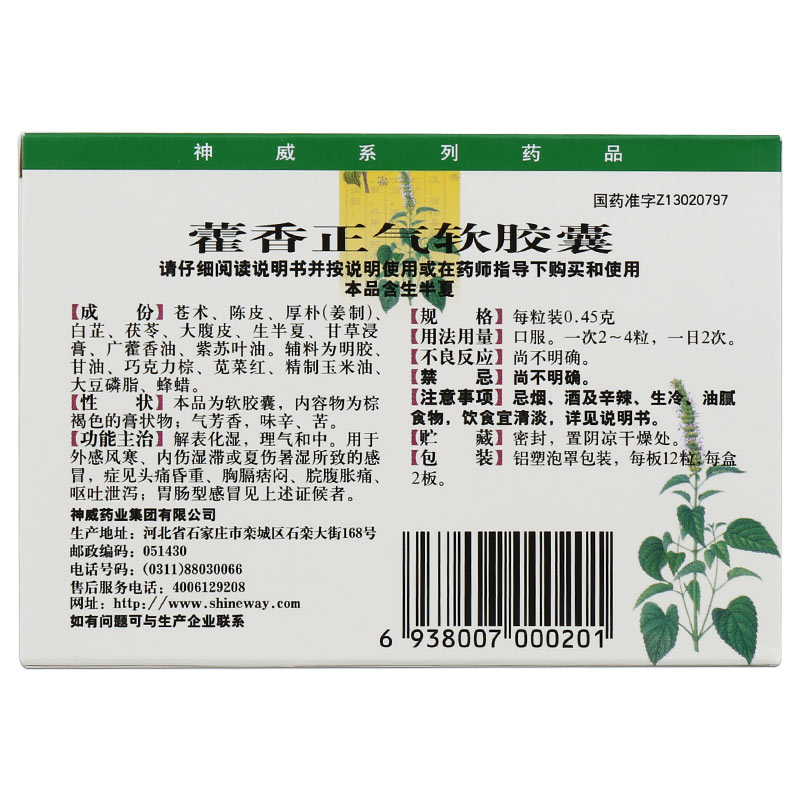 神威系列药品
国药准字Z13020797
藿香正气软胶囊
请仔细阅读说明书并按说明使用或在药师指导下购买和使用
本品含生半夏
【成 份】苍术、陈皮、厚朴(姜制)、
白芷、茯苓、大腹皮、生半夏、甘草浸
膏、广藿香油、紫苏叶油。辅料为明胶、
甘油、巧克力棕、苋菜红、精制玉米油、
大豆磷脂、蜂蜡。
【性 状】本品为软胶囊，内容物为棕
褐色的膏状物；气芳香，味辛、苦。
【功能主治】解表化湿，理气和中。用于
外感风寒、内伤湿滞或夏伤暑湿所致的感
冒，症见头痛昏重、胸膈痞闷、脘腹胀痛、
呕吐泄泻；胃肠型感冒见上述证候者。
神威药业集团有限公司
生产地址：河北省石家庄市栾城区石栾大街168号
邮政编码：051430
电话号码：(0311)88030066
售后服务电话：4006129208
网址：http://www.shineway.com
如有问题可与生产企业联系
【规 格】每粒装0.45克
【用法用量】口服。一次2~4粒，一日2次。
【不良反应】尚不明确。
【禁 忌】尚不明确。
【注意事项】忌烟、酒及辛辣、生冷、油腻
食物，饮食宜清淡，详见说明书。
【贮 藏】密封，置阴凉干燥处。
【包 装】铝塑泡罩包装，每板12粒，每盒
2板。
6 938007 000201